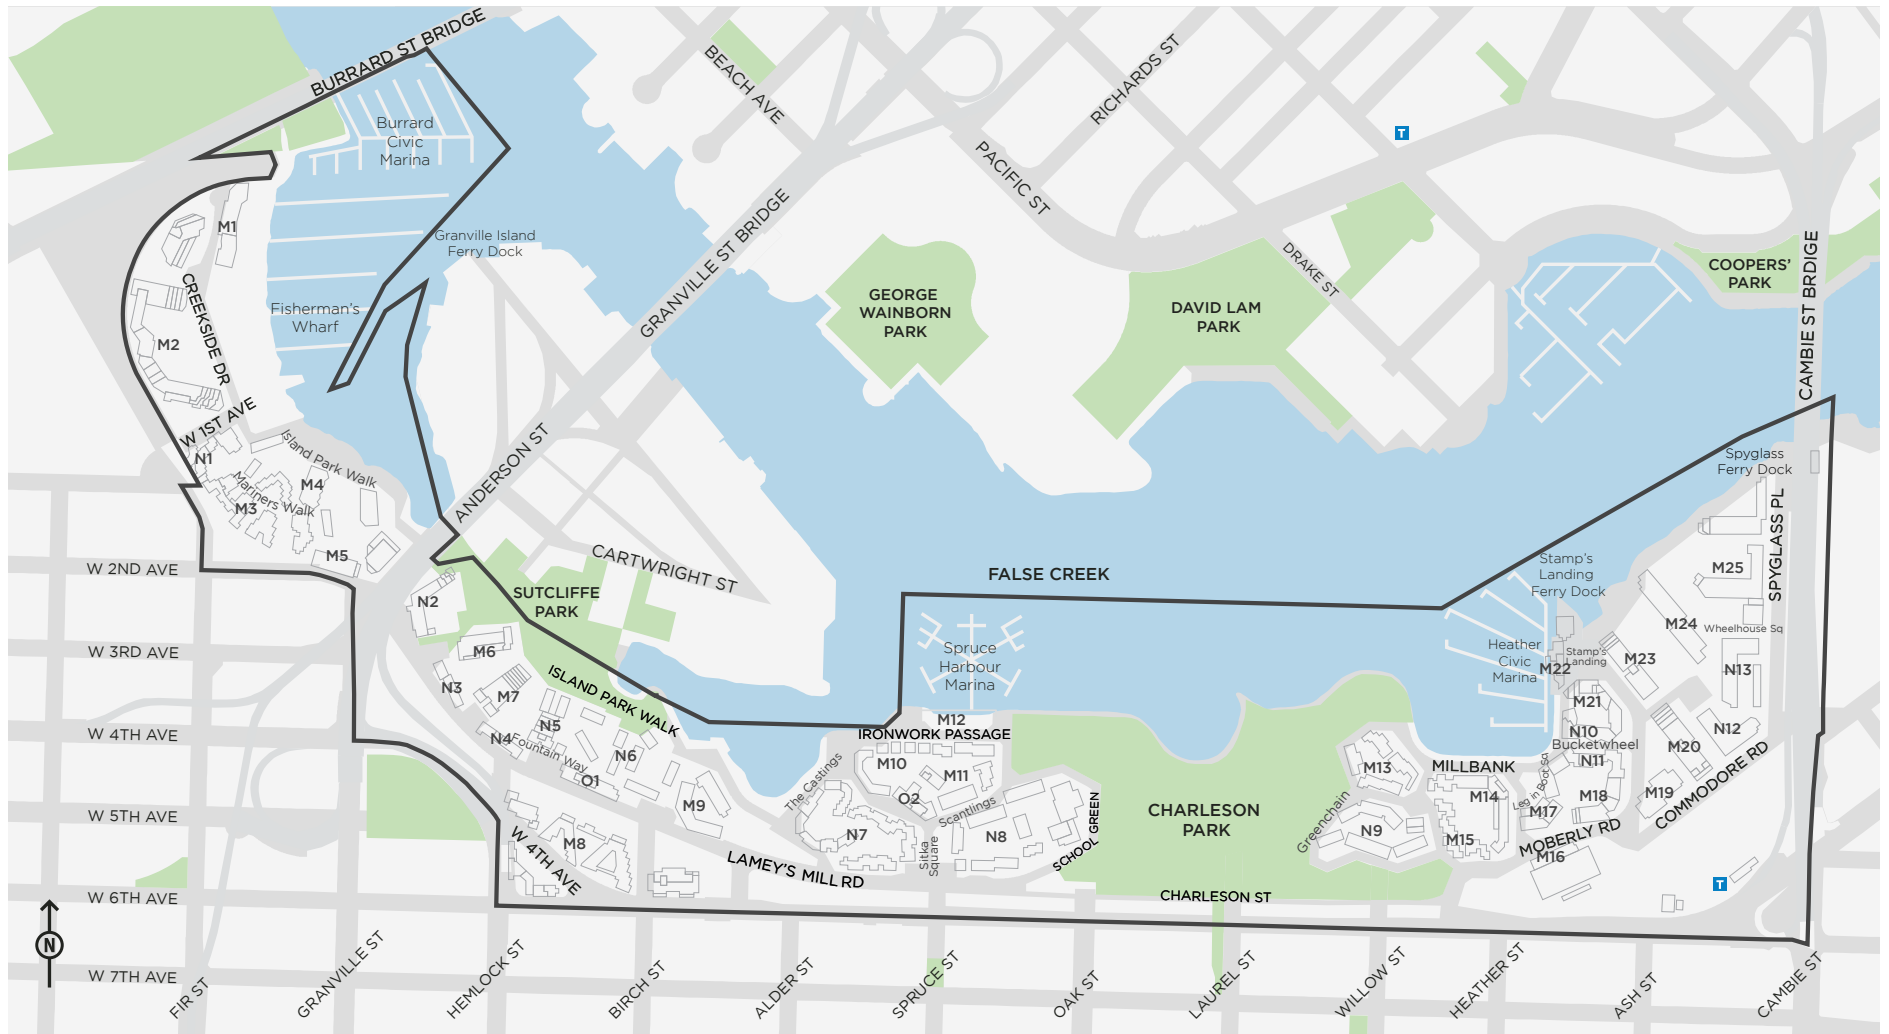 BURRARD ST BRIDGE
Burrard
Civic
Marina
BEACH AVE
RICHARDS ST
T
PACIFIC ST
GRANVILLE ST BRIDGE
M1
Granville Island
Ferry Dock
CREEKSIDE DR
Fisherman's
Wharf
M2
GEORGE
WAINBORN
PARK
DAVID LAM
PARK
DRAKE ST
COOPERS'
PARK
CAMBIE ST BRDIGE
W 1ST AVE
Island Park Walk
N1
Mariners Walk
M4
M3
M5
ANDERSON ST
CARTWRIGHT ST
FALSE CREEK
Spyglass
Ferry Dock
SPYGLASS PL
Stamp's
Landing
Ferry Dock
M25
W 2ND AVE
N2
SUTCLIFFE
PARK
W 3RD AVE
M6
N3
M7
ISLAND PARK WALK
Spruce
Harbour
Marina
Heather
Civic
Marina
Stamp's
Landing
M22
M23
M24
Wheelhouse Sq
N13
M21
N10
Bucketwheel
N11
M20
N12
W 4TH AVE
N4
N5
Fountain Way
N6
O1
M9
M12
IRONWORK PASSAGE
M10
M11
O2
The Castings
Scantlings
N7
N8
Sitka
Square
SCHOOL GREEN
CHARLESON
PARK
M13
Greenchain
N9
MILLBANK
M14
M15
Leg in Boot Sq
M17
M18
M19
COMMODORE RD
MOBERLY RD
M16
W 5TH AVE
M8
W 4TH AVE
LAMEY'S MILL RD
CHARLESON ST
T
W 6TH AVE
N
W 7TH AVE
FIR ST
GRANVILLE ST
HEMLOCK ST
BIRCH ST
ALDER ST
SPRUCE ST
OAK ST
LAUREL ST
WILLOW ST
HEATHER ST
ASH ST
CAMBIE ST